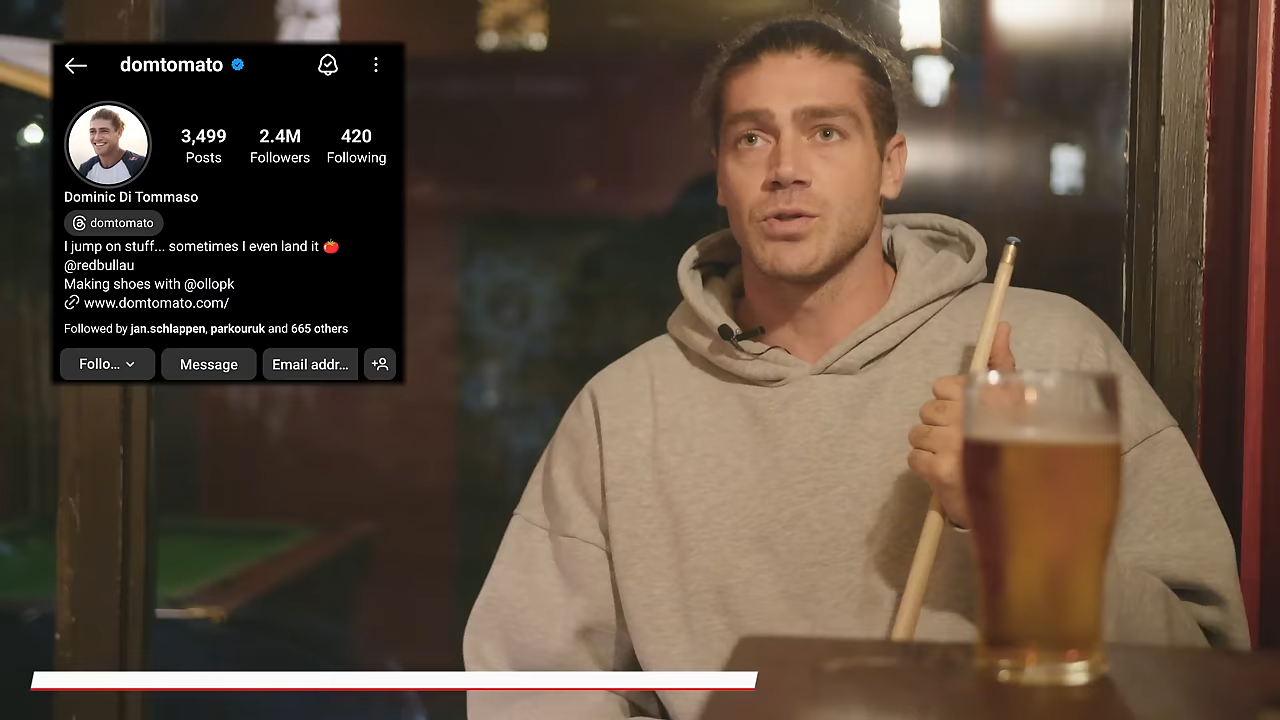 domtomato
3,499 2.4M 420
Posts Followers Following
Dominic Di Tommaso
domtomato
I jump on stuff... sometimes I even land it 🍅
@redbullau
Making shoes with @ollopk
www.domtomato.com/
Followed by jan.schlappen, parkouruk and 665 others
Follo... Message Email addr...